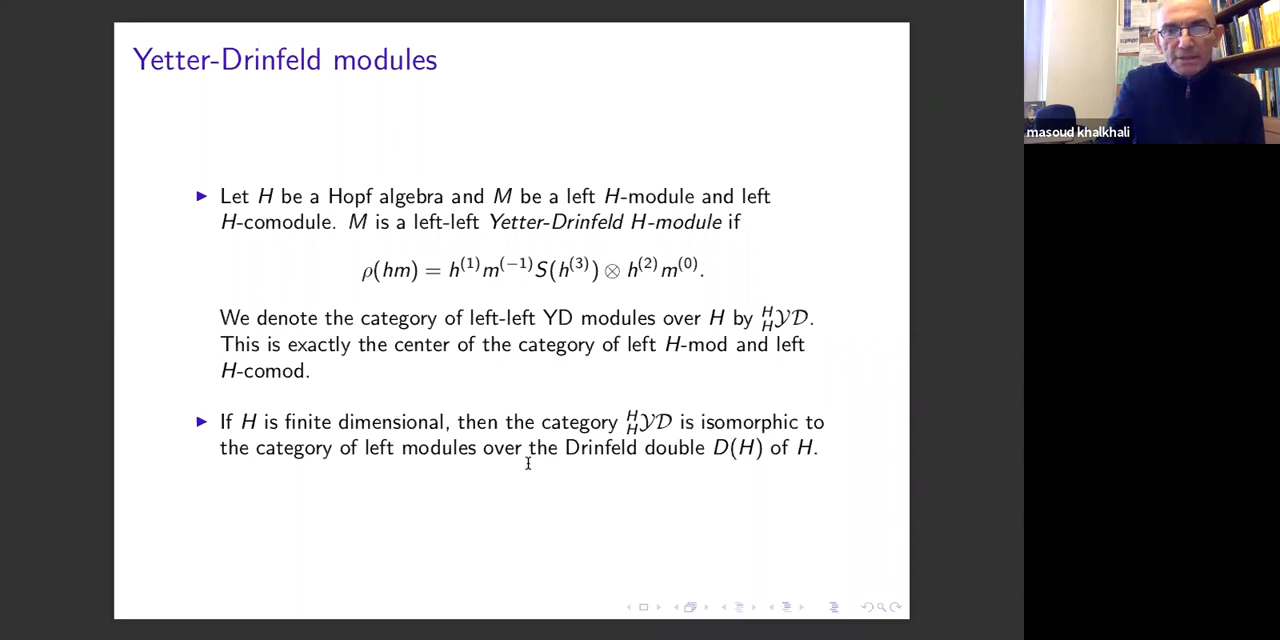 Yetter-Drinfeld modules
masoud khalkhali
▶ Let H be a Hopf algebra and M be a left H-module and left
H-comodule. M is a left-left Yetter-Drinfeld H-module if
ρ(hm) = h⁽¹⁾m⁽⁻¹⁾S(h⁽³⁾) ⊗ h⁽²⁾m⁽⁰⁾.
We denote the category of left-left YD modules over H by ᴴ_H𝒴𝒟.
This is exactly the center of the category of left H-mod and left
H-comod.
▶ If H is finite dimensional, then the category ᴴ_H𝒴𝒟 is isomorphic to
the category of left modules over the Drinfeld double D(H) of H.